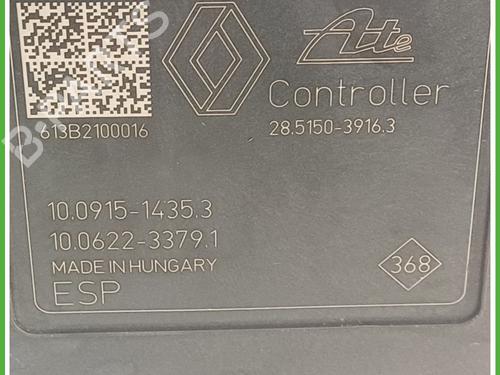 Ate
613B2100016
Controller
28.5150-3916.3
10.0915-1435.3
10.0622-3379.1
MADE IN HUNGARY
368
ESP